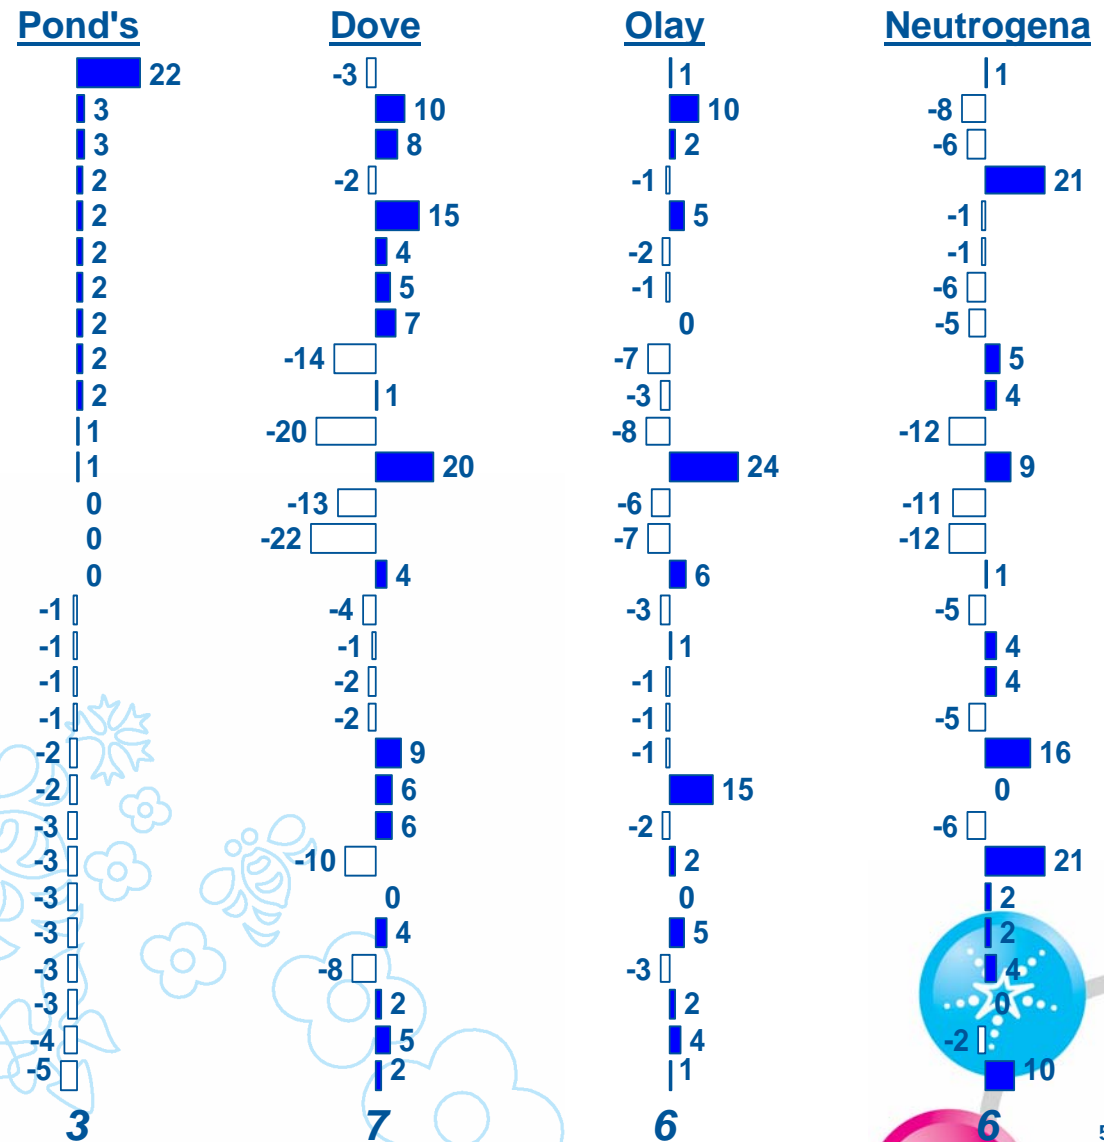 Pond's Dove Olay Neutrogena
22 -3 1 1
3 10 10 -8
3 8 2 -6
2 -2 -1 21
2 15 5 -1
2 4 -2 -1
2 5 -1 -6
2 7 0 -5
2 -14 -7 5
2 1 -3 4
1 -20 -8 -12
1 20 24 9
0 -13 -6 -11
0 -22 -7 -12
0 4 6 1
-1 -4 -3 -5
-1 -1 1 4
-1 -2 -1 4
-1 -2 -1 -5
-2 9 -1 16
-2 6 15 0
-3 6 -2 -6
-3 -10 2 21
-3 0 0 2
-3 4 5 2
-3 -8 -3 4
-3 2 2 0
-4 5 4 -2
-5 2 1 10
3 7 6 6